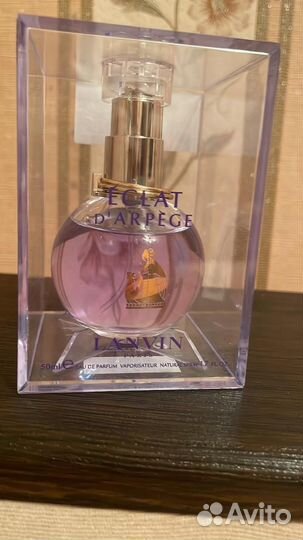 ÉCLAT
D'ARPÈGE
LANVIN
PARIS
50ml e EAU DE PARFUM VAPORISATEUR NATURAL SPRAY 1.7 FL.OZ
Avito